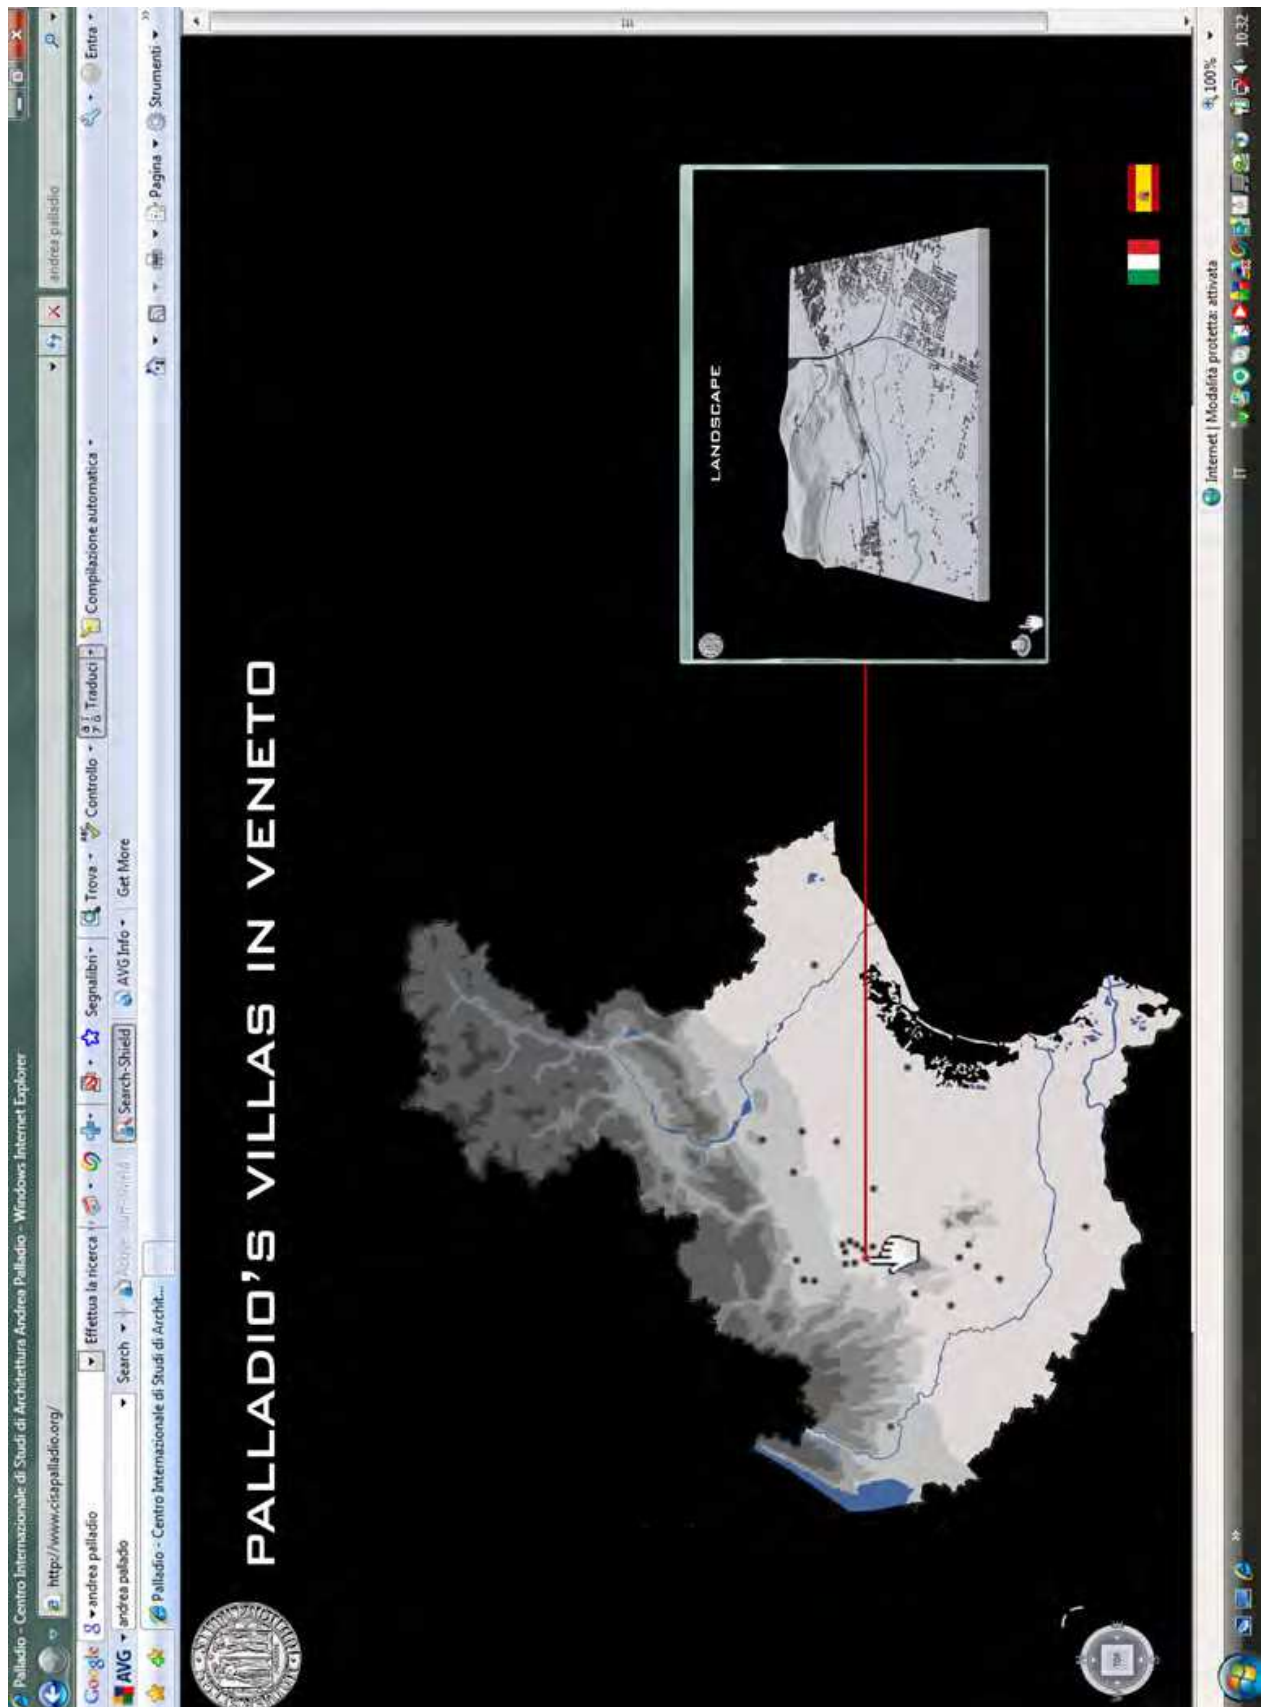 Palladio - Centro Internazionale di Studi di Architettura Andrea Palladio - Windows Internet Explorer
http://www.cisapalladio.org/
andrea palladio
Google
andrea palladio
Effettua la ricerca
Segnalibri
Trova
Controllo
Traduci
Compilazione automatica
Entra
AVG
andrea palladio
Search
Search-Shield
AVG Info
Get More
Palladio - Centro Internazionale di Studi di Archit...
Pagina
Strumenti
PALLADIO'S VILLAS IN VENETO
LANDSCAPE
TOP
Internet | Modalità protetta: attivata
100%
IT
10:32